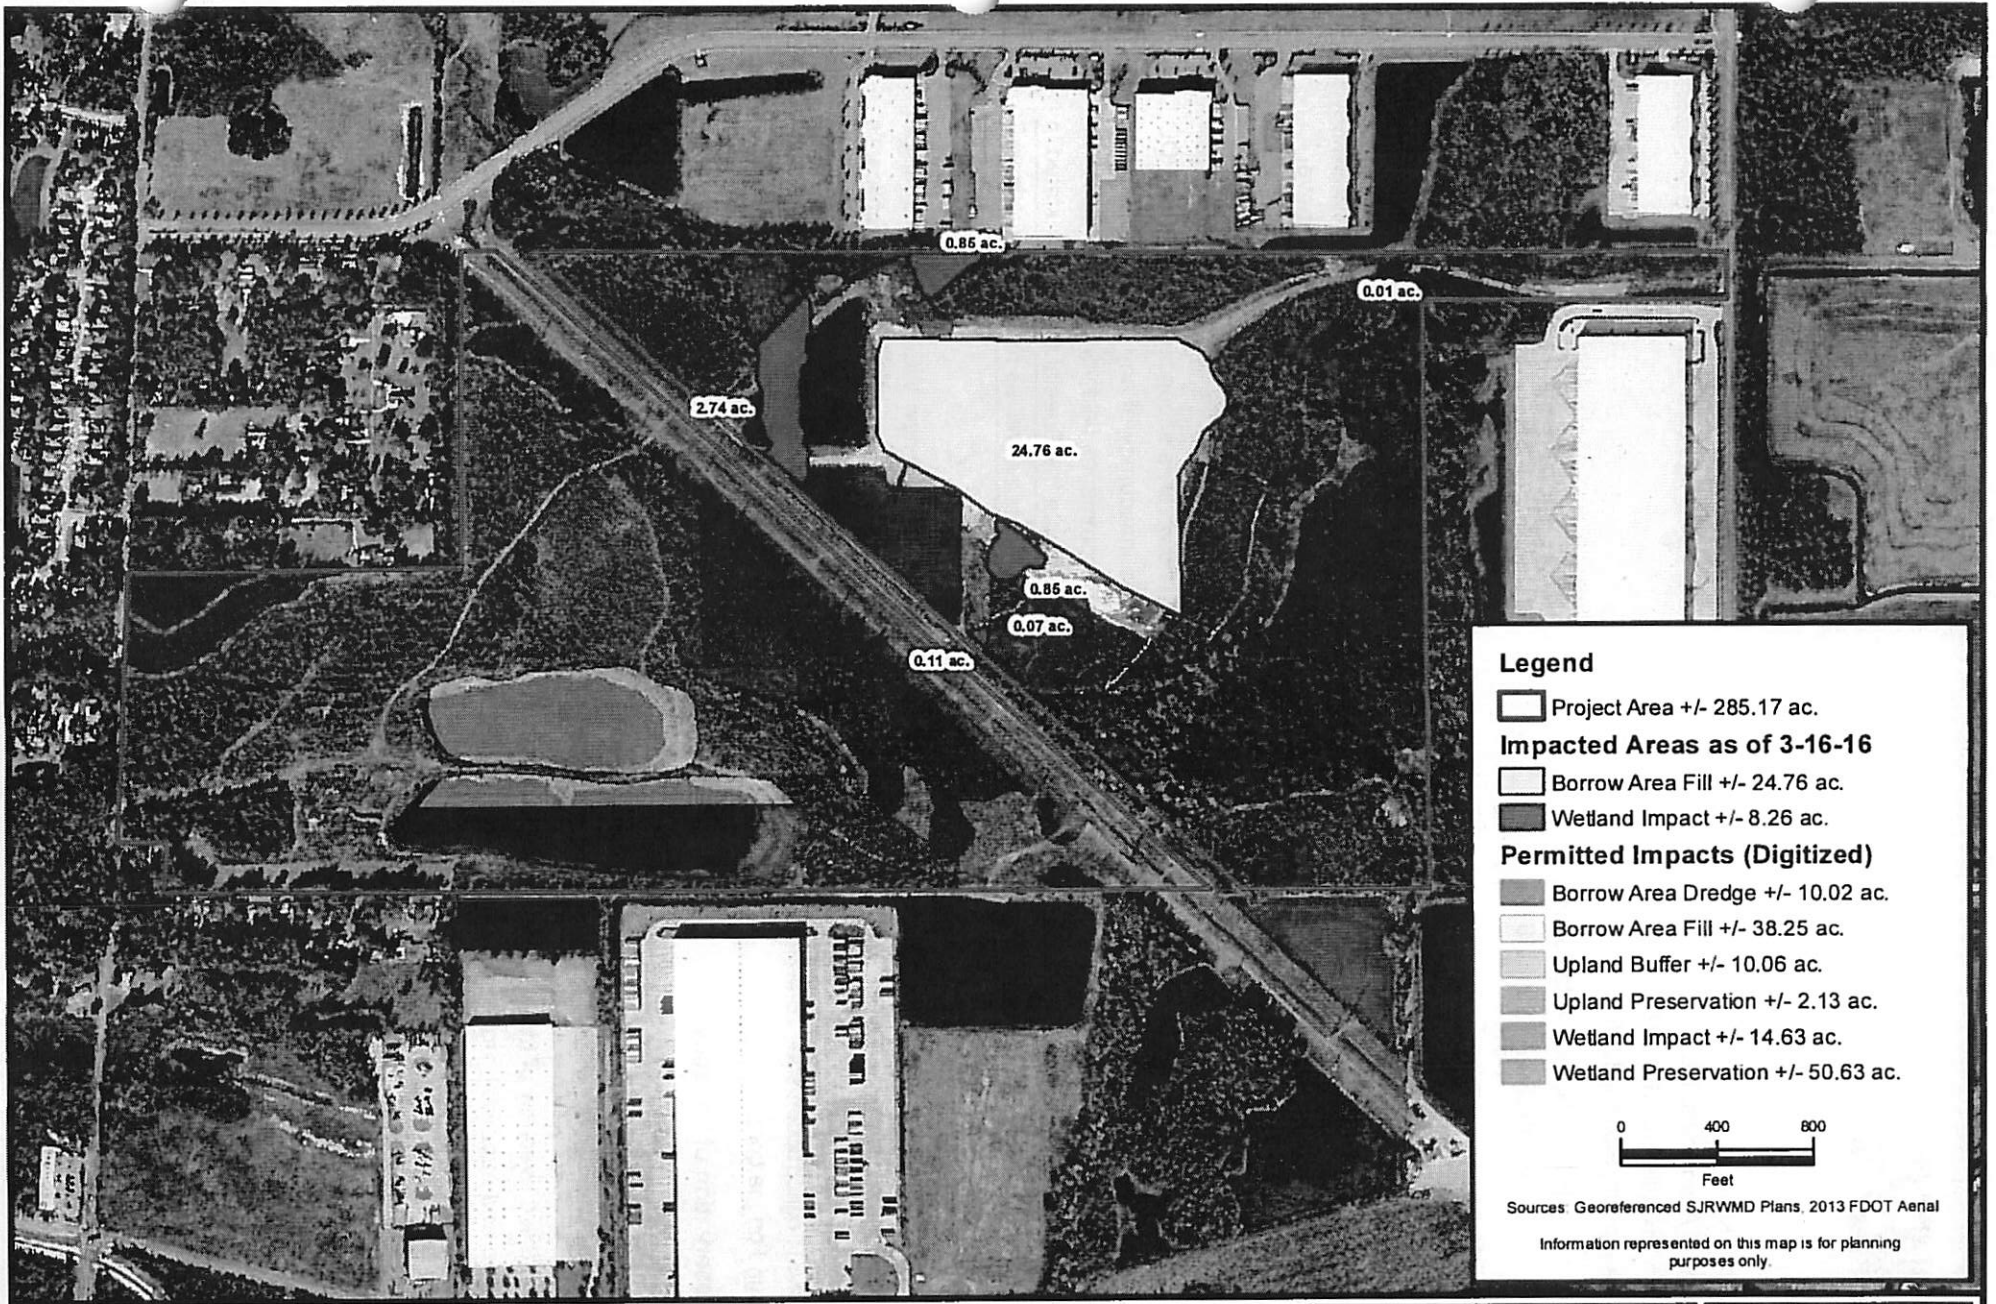 0.85 ac.
0.01 ac.
2.74 ac.
24.76 ac.
0.85 ac.
0.07 ac.
0.11 ac.
Legend
Project Area +/- 285.17 ac.
Impacted Areas as of 3-16-16
Borrow Area Fill +/- 24.76 ac.
Wetland Impact +/- 8.26 ac.
Permitted Impacts (Digitized)
Borrow Area Dredge +/- 10.02 ac.
Borrow Area Fill +/- 38.25 ac.
Upland Buffer +/- 10.06 ac.
Upland Preservation +/- 2.13 ac.
Wetland Impact +/- 14.63 ac.
Wetland Preservation +/- 50.63 ac.
0 400 800
Feet
Sources: Georeferenced SJRWMD Plans, 2013 FDOT Aerial
Information represented on this map is for planning
purposes only.